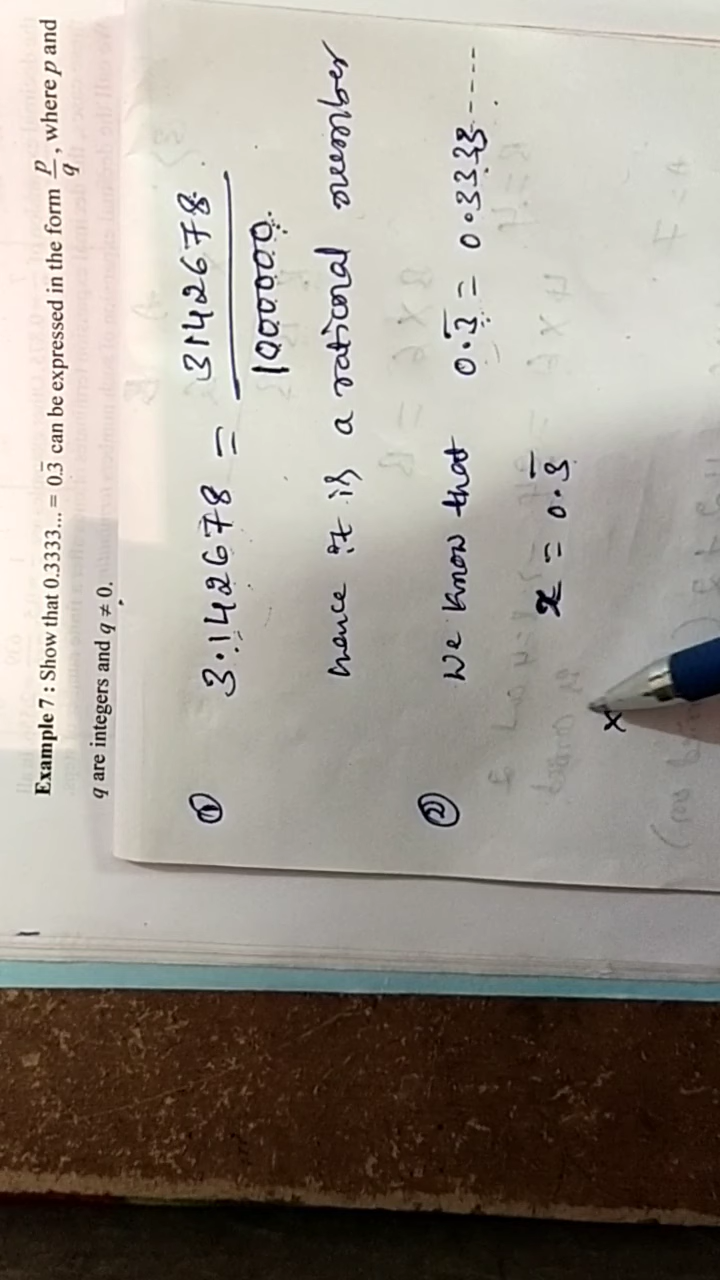 Example 7 : Show that 0.3333... = 0.3̅ can be expressed in the form p/q, where p and
q are integers and q ≠ 0.
① 3.142678 = 3142678/1000000
hence it is a rational number
② We know that 0.3̅ = 0.3333.....
x = 0.3̅
x